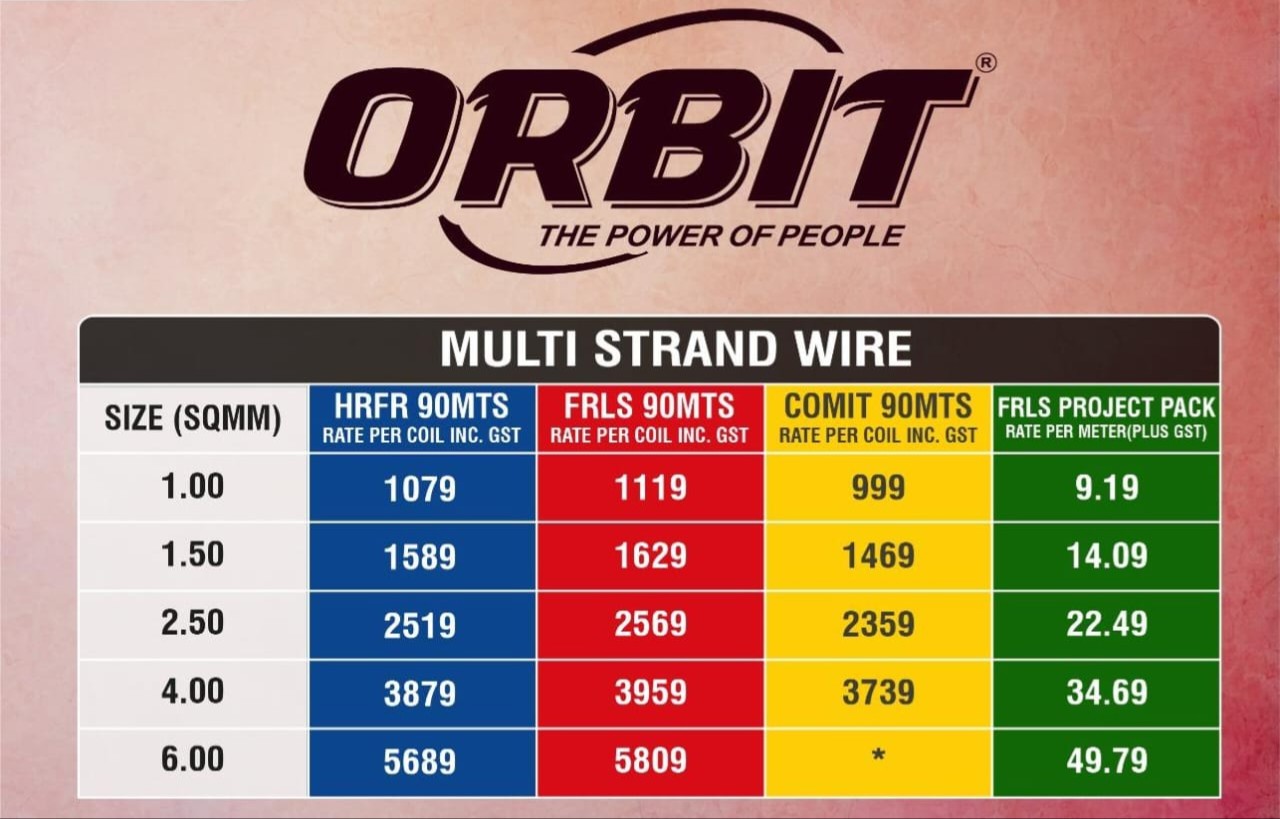 ORBIT ®
THE POWER OF PEOPLE
MULTI STRAND WIRE
SIZE (SQMM) HRFR 90MTS FRLS 90MTS COMIT 90MTS FRLS PROJECT PACK
RATE PER COIL INC. GST RATE PER COIL INC. GST RATE PER COIL INC. GST RATE PER METER(PLUS GST)
1.00 1079 1119 999 9.19
1.50 1589 1629 1469 14.09
2.50 2519 2569 2359 22.49
4.00 3879 3959 3739 34.69
6.00 5689 5809 * 49.79